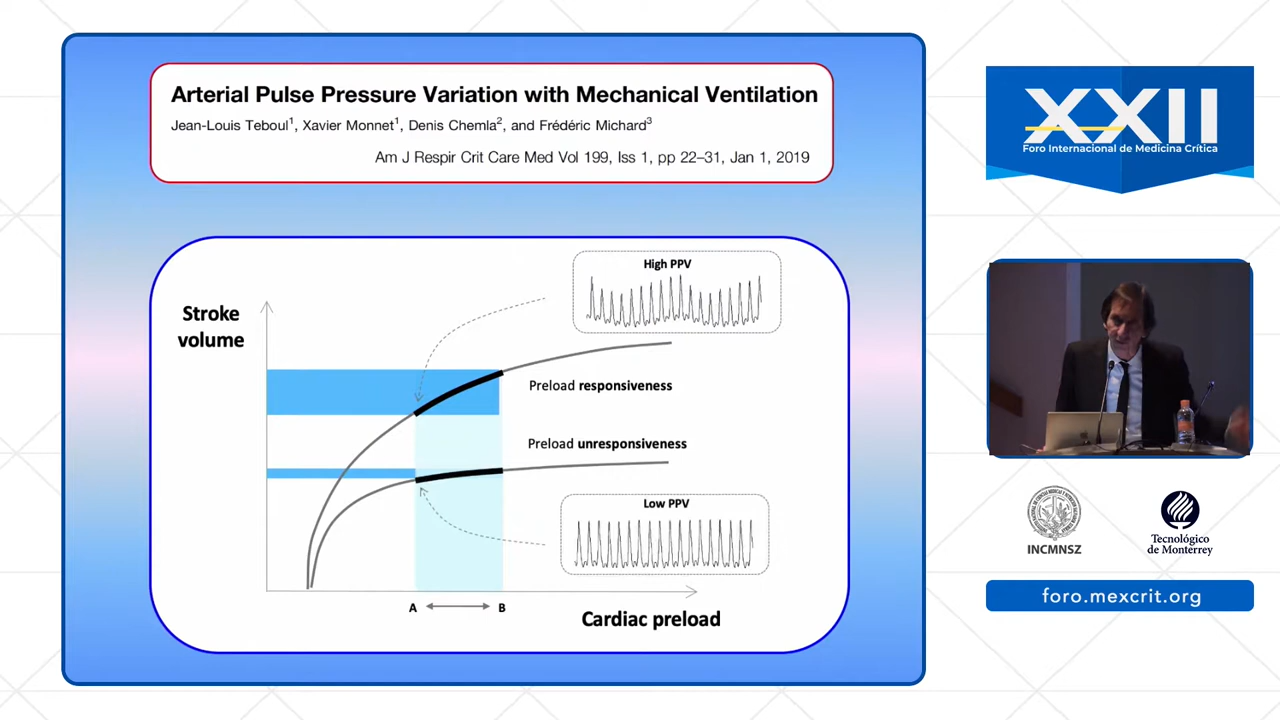 Arterial Pulse Pressure Variation with Mechanical Ventilation
Jean-Louis Teboul1, Xavier Monnet1, Denis Chemla2, and Frédéric Michard3
Am J Respir Crit Care Med Vol 199, Iss 1, pp 22–31, Jan 1, 2019
Stroke
volume
High PPV
Preload responsiveness
Preload unresponsiveness
Low PPV
A
B
Cardiac preload
XXII
Foro Internacional de Medicina Crítica
INCMNSZ
Tecnológico
de Monterrey
foro.mexcrit.org